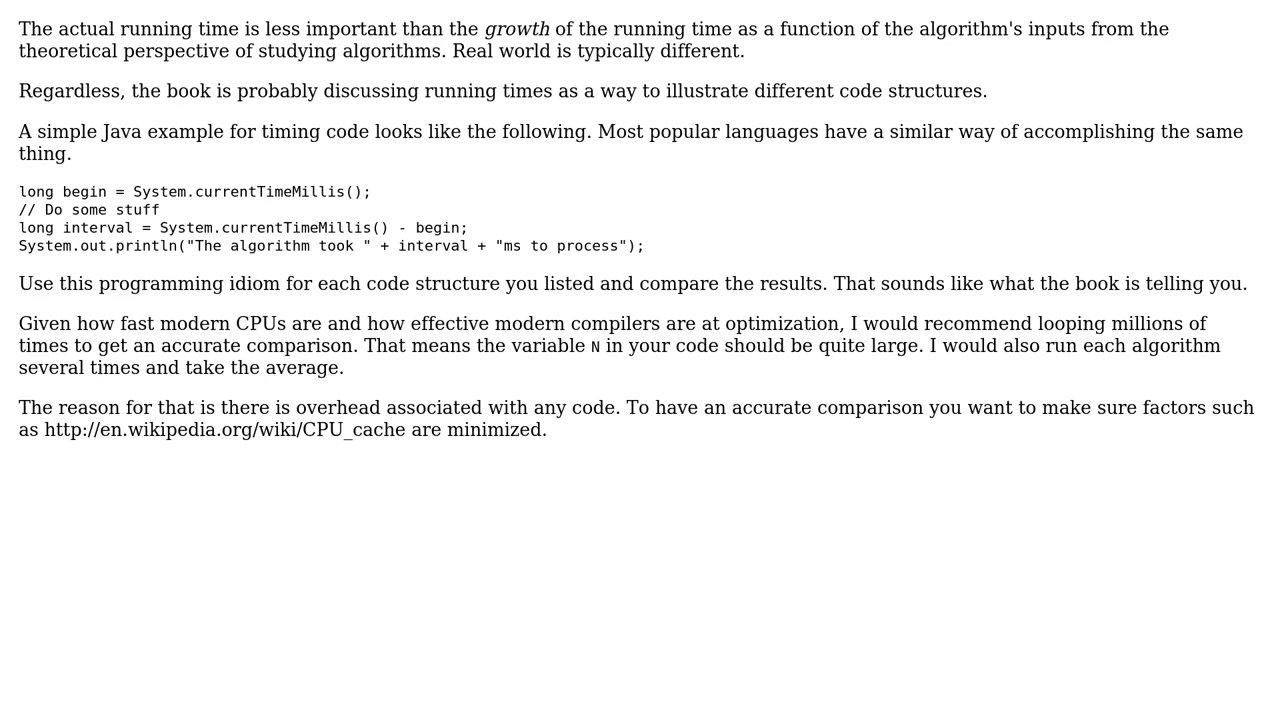 The actual running time is less important than the growth of the running time as a function of the algorithm's inputs from the
theoretical perspective of studying algorithms. Real world is typically different.
Regardless, the book is probably discussing running times as a way to illustrate different code structures.
A simple Java example for timing code looks like the following. Most popular languages have a similar way of accomplishing the same
thing.
long begin = System.currentTimeMillis();
// Do some stuff
long interval = System.currentTimeMillis() - begin;
System.out.println("The algorithm took " + interval + "ms to process");
Use this programming idiom for each code structure you listed and compare the results. That sounds like what the book is telling you.
Given how fast modern CPUs are and how effective modern compilers are at optimization, I would recommend looping millions of
times to get an accurate comparison. That means the variable N in your code should be quite large. I would also run each algorithm
several times and take the average.
The reason for that is there is overhead associated with any code. To have an accurate comparison you want to make sure factors such
as http://en.wikipedia.org/wiki/CPU_cache are minimized.